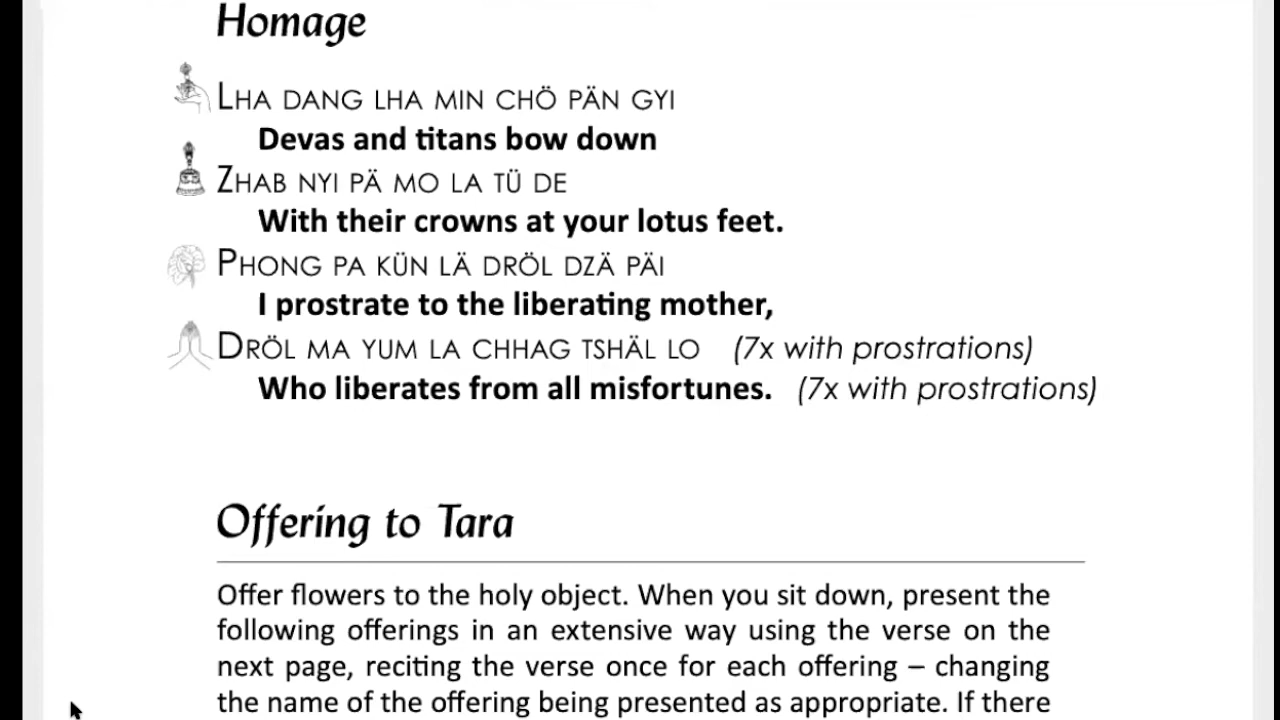 Homage
LHA DANG LHA MIN CHÖ PÄN GYI
Devas and titans bow down
ZHAB NYI PÄ MO LA TÜ DE
With their crowns at your lotus feet.
PHONG PA KÜN LÄ DRÖL DZÄ PÄI
I prostrate to the liberating mother,
DRÖL MA YUM LA CHHAG TSHÄL LO (7x with prostrations)
Who liberates from all misfortunes. (7x with prostrations)
Offering to Tara
Offer flowers to the holy object. When you sit down, present the
following offerings in an extensive way using the verse on the
next page, reciting the verse once for each offering – changing
the name of the offering being presented as appropriate. If there